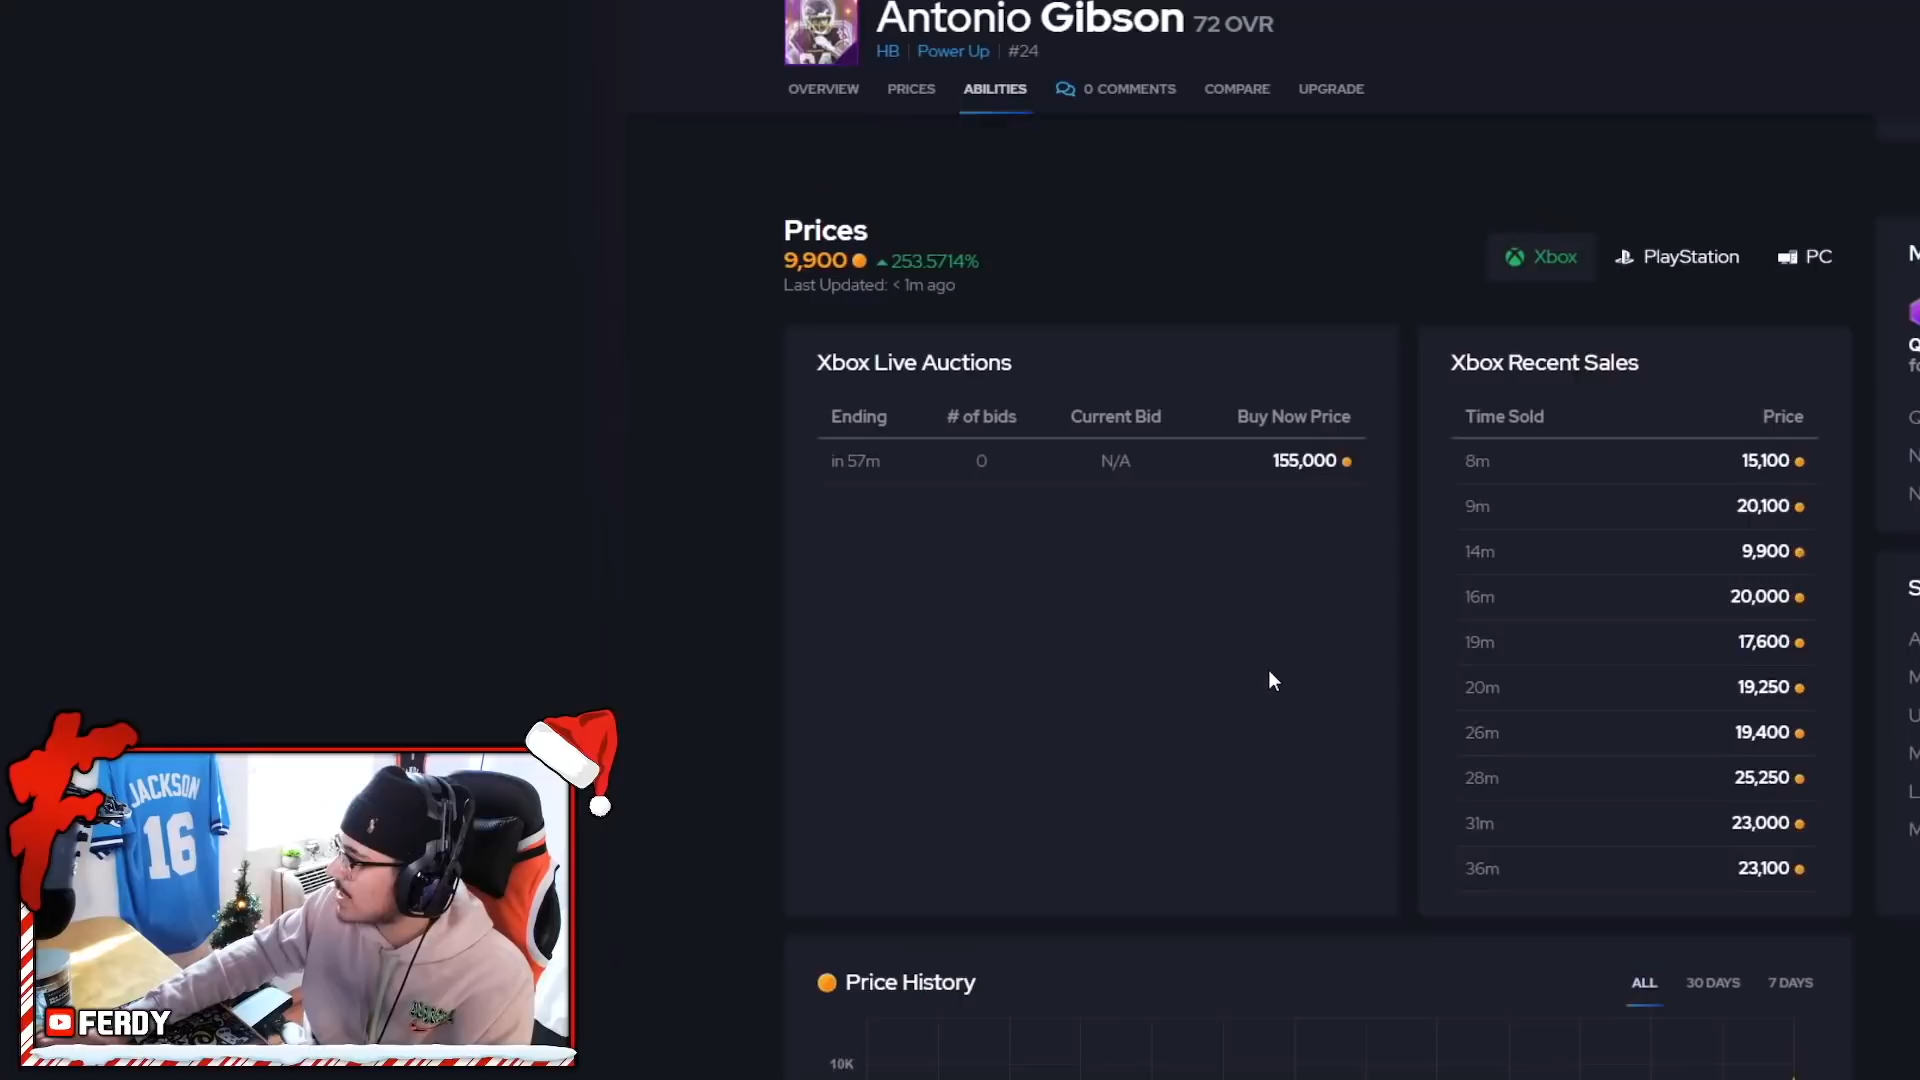 Antonio Gibson 72 OVR
HB | Power Up | #24
OVERVIEW PRICES ABILITIES 0 COMMENTS COMPARE UPGRADE
Prices
9,900 253.5714%
Last Updated: < 1m ago
Xbox PlayStation PC
Xbox Live Auctions
Ending # of bids Current Bid Buy Now Price
in 57m 0 N/A 155,000
Xbox Recent Sales
Time Sold Price
8m 15,100
9m 20,100
14m 9,900
16m 20,000
19m 17,600
20m 19,250
26m 19,400
28m 25,250
31m 23,000
36m 23,100
Price History
ALL 30 DAYS 7 DAYS
10K
JACKSON
16
FERDY